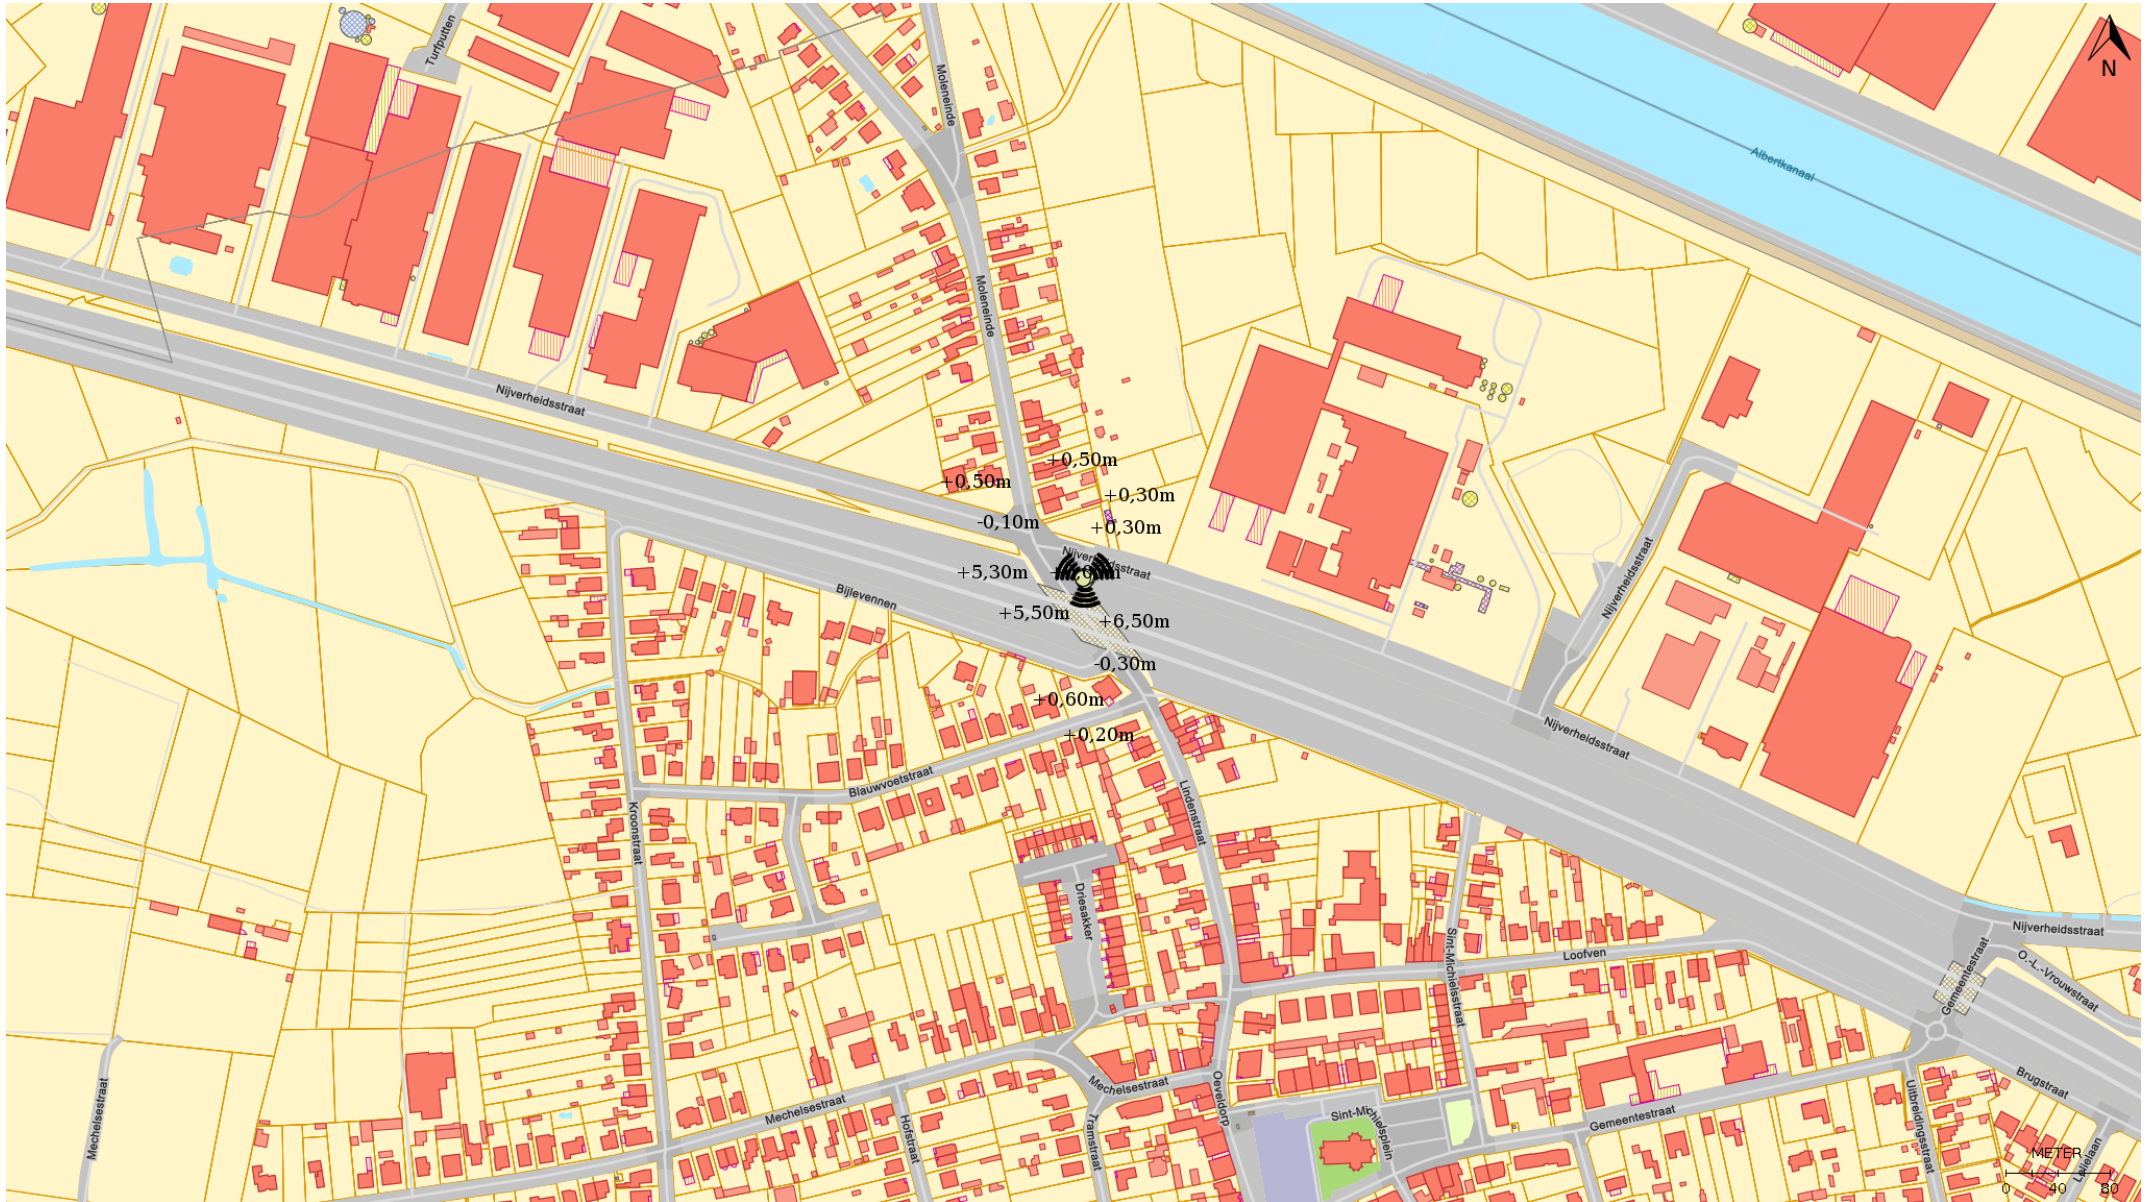 Turfputten
N
Moleneinde
Albertkanaal
Moleneinde
Nijverheidsstraat
+0,50m
+0,50m
+0,30m
-0,10m
+0,30m
Nijverheidsstraat
+5,30m
Nijverheidsstraat
Bijlevennen
+5,50m
+6,50m
-0,30m
+0,60m
+0,20m
Nijverheidsstraat
Blauwvoetstraat
Lindenstraat
Kroonstraat
Driesakker
Nijverheidsstraat
Sint-Michielsstraat
Loofven
Gemeentestraat
O.-L.-Vrouwstraat
Mechelsestraat
Mechelsestraat
Mechelsestraat
Oeveldorp
Brugstraat
Sint-Michielsplein
Gemeentestraat
Uitbreidingsstraat
Hofstraat
Tramstraat
METER
0 40 80